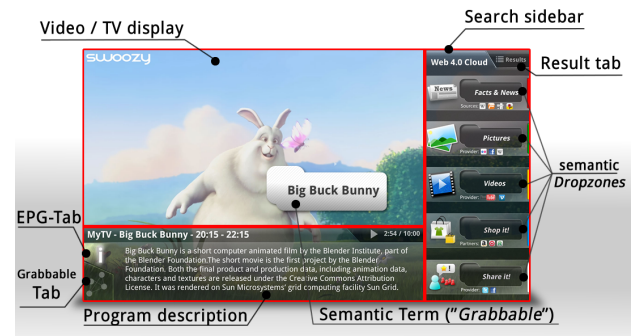 Video / TV display
Search sidebar
swoozy
Web 4.0 Cloud
Results
Result tab
News
Facts & News
Sources:
Pictures
Provider:
semantic
Dropzones
Videos
Provider:
Big Buck Bunny
EPG-Tab
MyTV - Big Buck Bunny - 20:15 - 22:15
2:54 / 10:00
Shop it!
Partners:
Big Buck Bunny is a short computer animated film by the Blender Institute, part of
the Blender Foundation.The short movie is the first project by the Blender
Foundation. Both the final product and production data, including animation data,
characters and textures are released under the Creative Commons Attribution
License. It was rendered on Sun Microsystems' grid computing facility Sun Grid.
Grabbable
Tab
Share it!
Provider:
Program description
Semantic Term ("Grabbable")